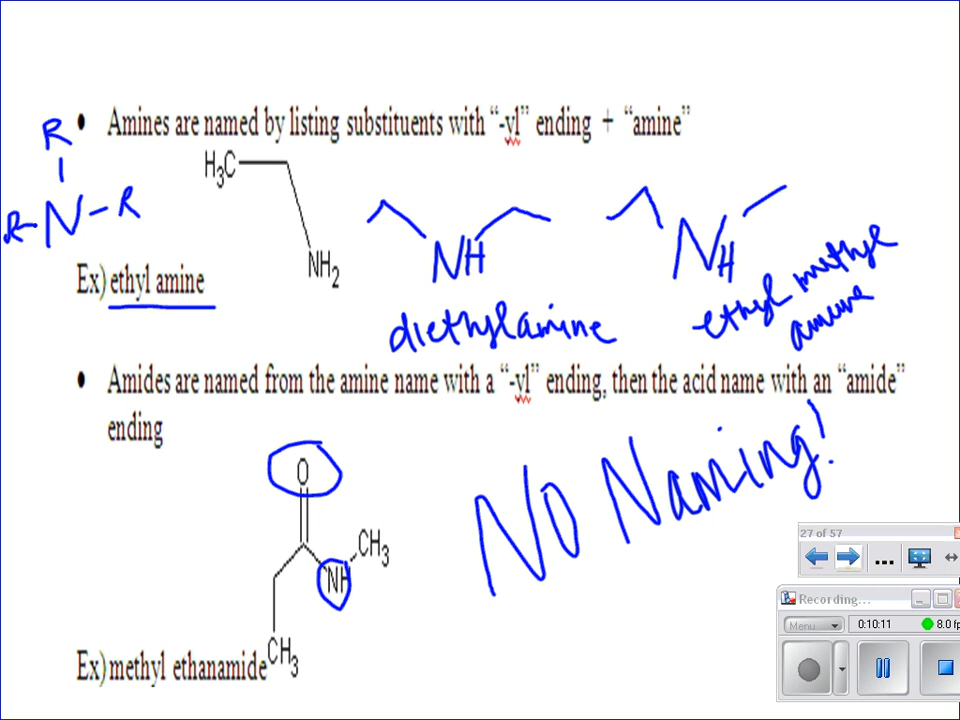 • Amines are named by listing substituents with “-yl” ending + “amine”
R
R-N-R
H3C
NH2
NH
NH
Ex) ethyl amine
diethylamine
ethyl methyl
amine
• Amides are named from the amine name with a “-yl” ending, then the acid name with an “amide”
ending
No Naming!
O
CH3
NH
CH3
Ex) methyl ethanamide
27 of 57
...
Recording...
Menu
0:10:11
8.0 fp